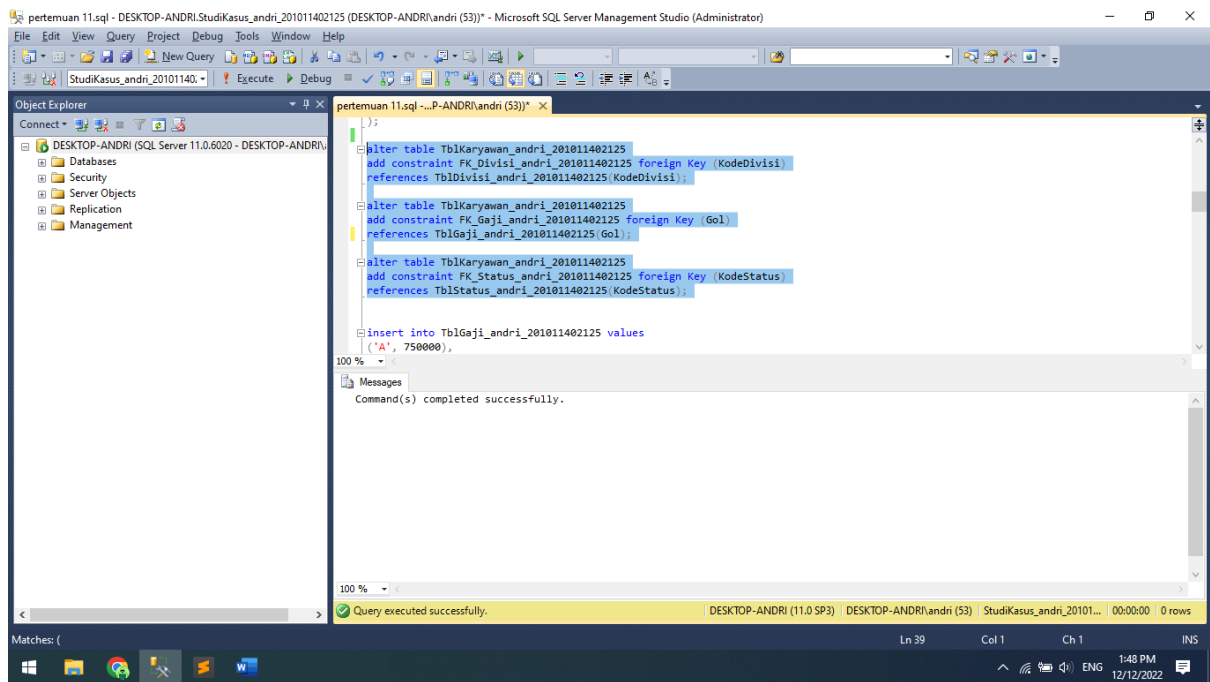 pertemuan 11.sql - DESKTOP-ANDRI.StudiKasus_andri_201011402125 (DESKTOP-ANDRI\andri (53))* - Microsoft SQL Server Management Studio (Administrator)
File Edit View Query Project Debug Tools Window Help
New Query
StudiKasus_andri_20101140: Execute Debug
Object Explorer
pertemuan 11.sql -...P-ANDRI\andri (53))*
Connect
DESKTOP-ANDRI (SQL Server 11.0.6020 - DESKTOP-ANDRI\
Databases
Security
Server Objects
Replication
Management
);
alter table TblKaryawan_andri_201011402125
add constraint FK_Divisi_andri_201011402125 foreign Key (KodeDivisi)
references TblDivisi_andri_201011402125(KodeDivisi);
alter table TblKaryawan_andri_201011402125
add constraint FK_Gaji_andri_201011402125 foreign Key (Gol)
references TblGaji_andri_201011402125(Gol);
alter table TblKaryawan_andri_201011402125
add constraint FK_Status_andri_201011402125 foreign Key (KodeStatus)
references TblStatus_andri_201011402125(KodeStatus);
insert into TblGaji_andri_201011402125 values
('A', 750000),
100 %
Messages
Command(s) completed successfully.
100 %
Query executed successfully. DESKTOP-ANDRI (11.0 SP3) DESKTOP-ANDRI\andri (53) StudiKasus_andri_20101... 00:00:00 0 rows
Matches: ( Ln 39 Col 1 Ch 1 INS
ENG 1:48 PM
12/12/2022